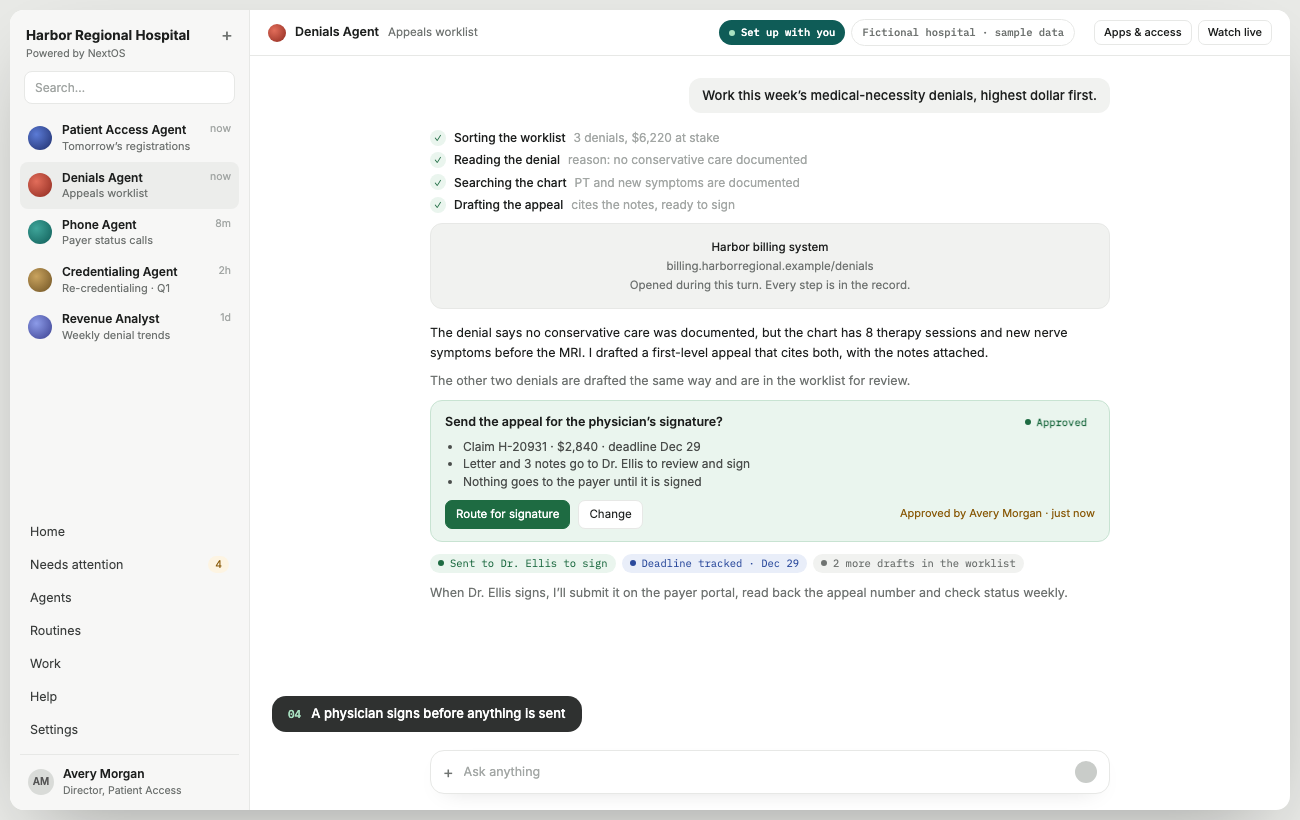 Harbor Regional Hospital
+
Powered by NextOS
Search...
Patient Access Agent
now
Tomorrow's registrations
Denials Agent
now
Appeals worklist
Phone Agent
8m
Payer status calls
Credentialing Agent
2h
Re-credentialing · Q1
Revenue Analyst
1d
Weekly denial trends
Home
Needs attention
4
Agents
Routines
Work
Help
Settings
AM
Avery Morgan
Director, Patient Access
Denials Agent Appeals worklist
Set up with you
Fictional hospital · sample data
Apps & access
Watch live
Work this week's medical-necessity denials, highest dollar first.
✓ Sorting the worklist 3 denials, $6,220 at stake
✓ Reading the denial reason: no conservative care documented
✓ Searching the chart PT and new symptoms are documented
✓ Drafting the appeal cites the notes, ready to sign
Harbor billing system
billing.harborregional.example/denials
Opened during this turn. Every step is in the record.
The denial says no conservative care was documented, but the chart has 8 therapy sessions and new nerve
symptoms before the MRI. I drafted a first-level appeal that cites both, with the notes attached.
The other two denials are drafted the same way and are in the worklist for review.
Send the appeal for the physician's signature?
Approved
• Claim H-20931 · $2,840 · deadline Dec 29
• Letter and 3 notes go to Dr. Ellis to review and sign
• Nothing goes to the payer until it is signed
Route for signature
Change
Approved by Avery Morgan · just now
Sent to Dr. Ellis to sign
Deadline tracked · Dec 29
2 more drafts in the worklist
When Dr. Ellis signs, I'll submit it on the payer portal, read back the appeal number and check status weekly.
04 A physician signs before anything is sent
+ Ask anything